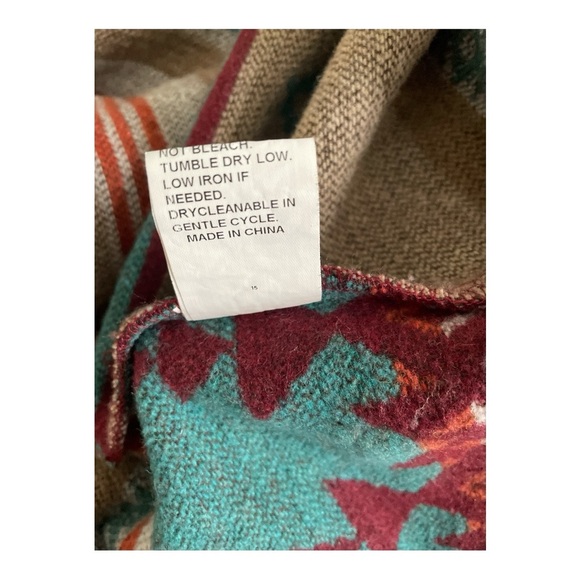 NOT BLEACH.
TUMBLE DRY LOW.
LOW IRON IF
NEEDED.
DRYCLEANABLE IN
GENTLE CYCLE.
MADE IN CHINA